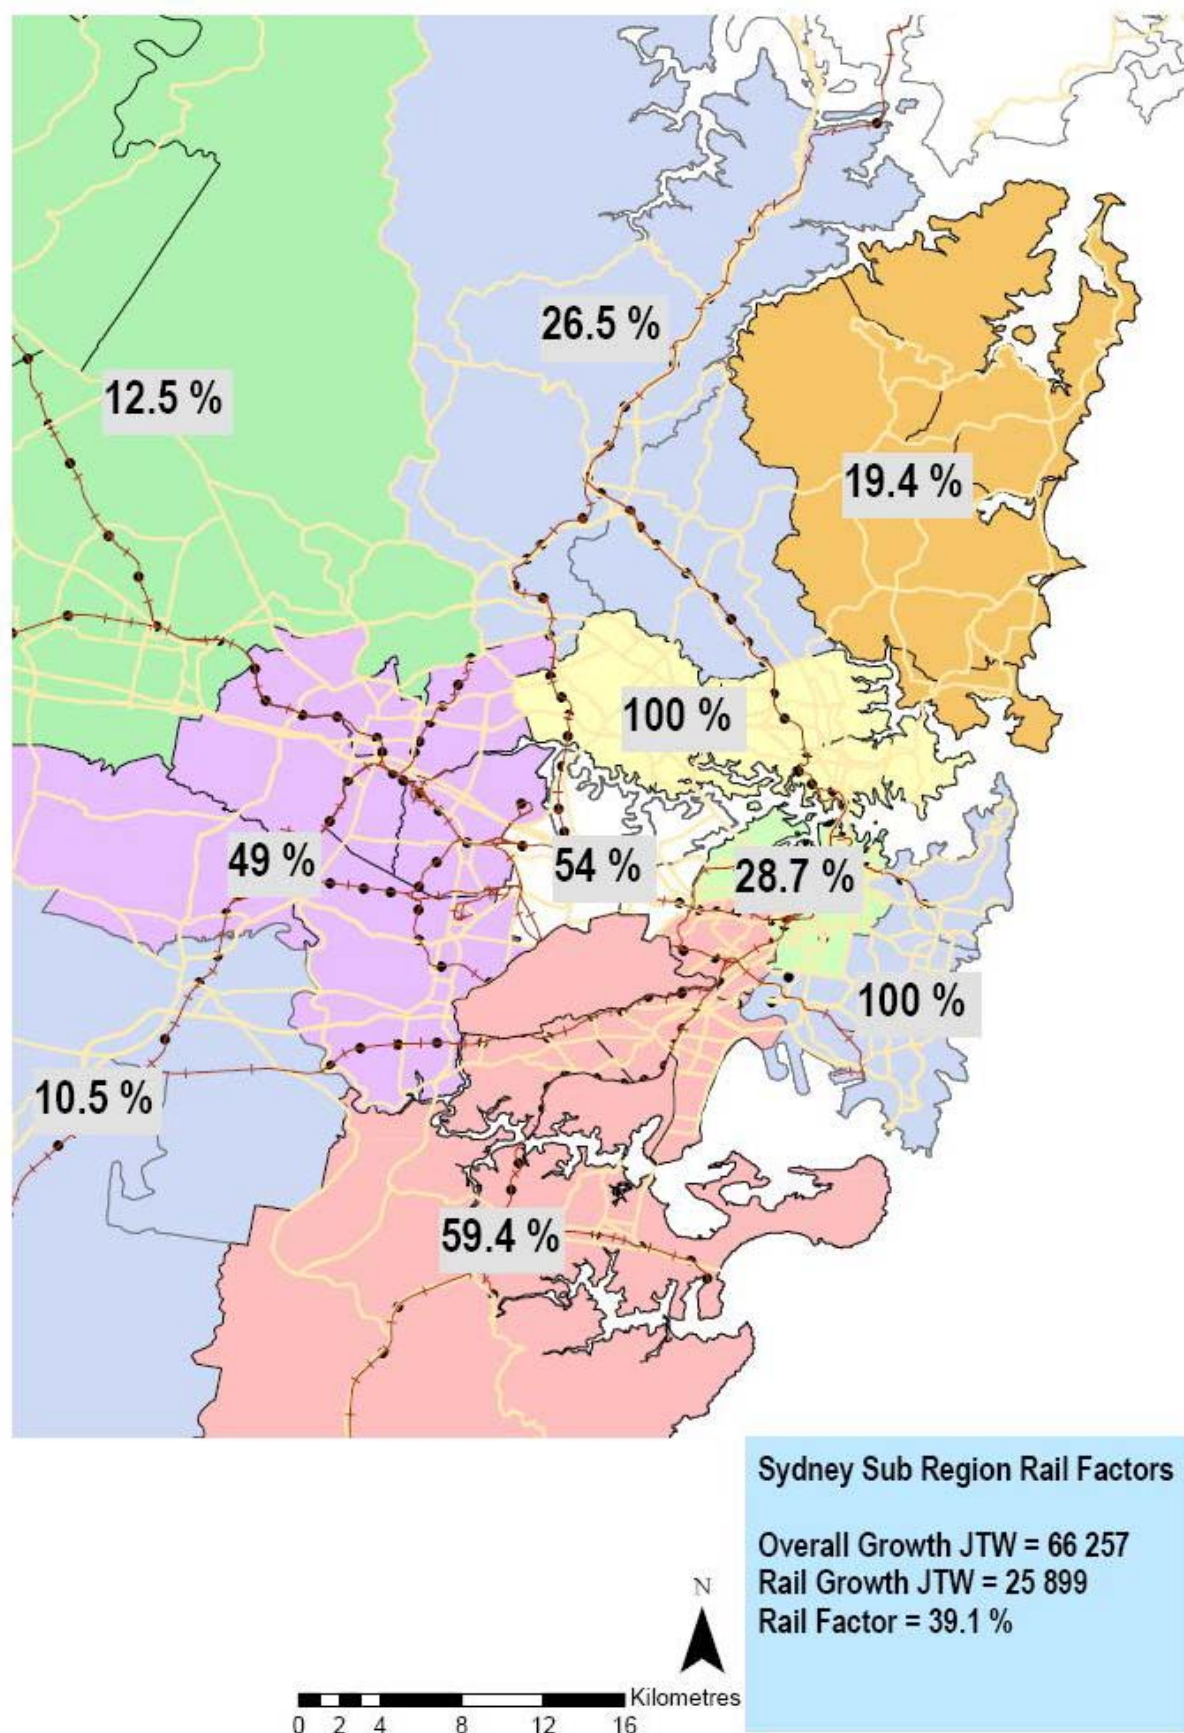 26.5 %
12.5 %
19.4 %
100 %
49 %
54 %
28.7 %
100 %
10.5 %
59.4 %
Sydney Sub Region Rail Factors
Overall Growth JTW = 66 257
Rail Growth JTW = 25 899
Rail Factor = 39.1 %
N
Kilometres
0 2 4 8 12 16